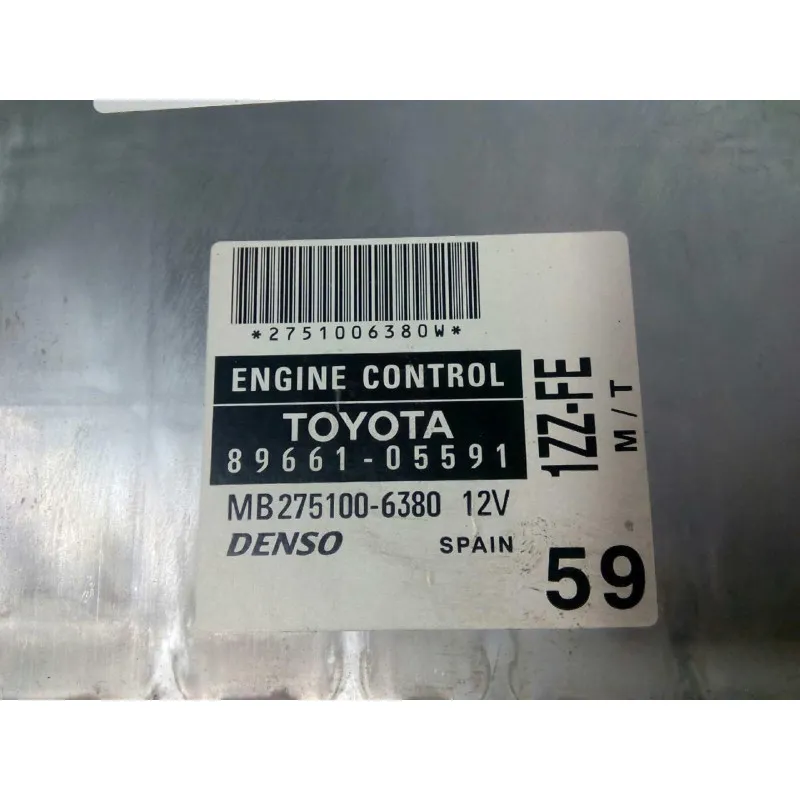 *2751006380W*
ENGINE CONTROL
TOYOTA
89661-05591
MB275100-6380 12V
DENSO SPAIN
1ZZ-FE
M/T
59